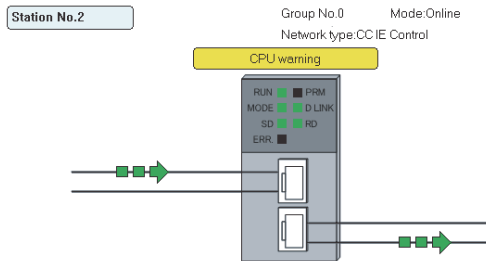 Station No.2
Group No.0 Mode:Online
Network type:CC IE Control
CPU warning
RUN PRM
MODE D LINK
SD RD
ERR.